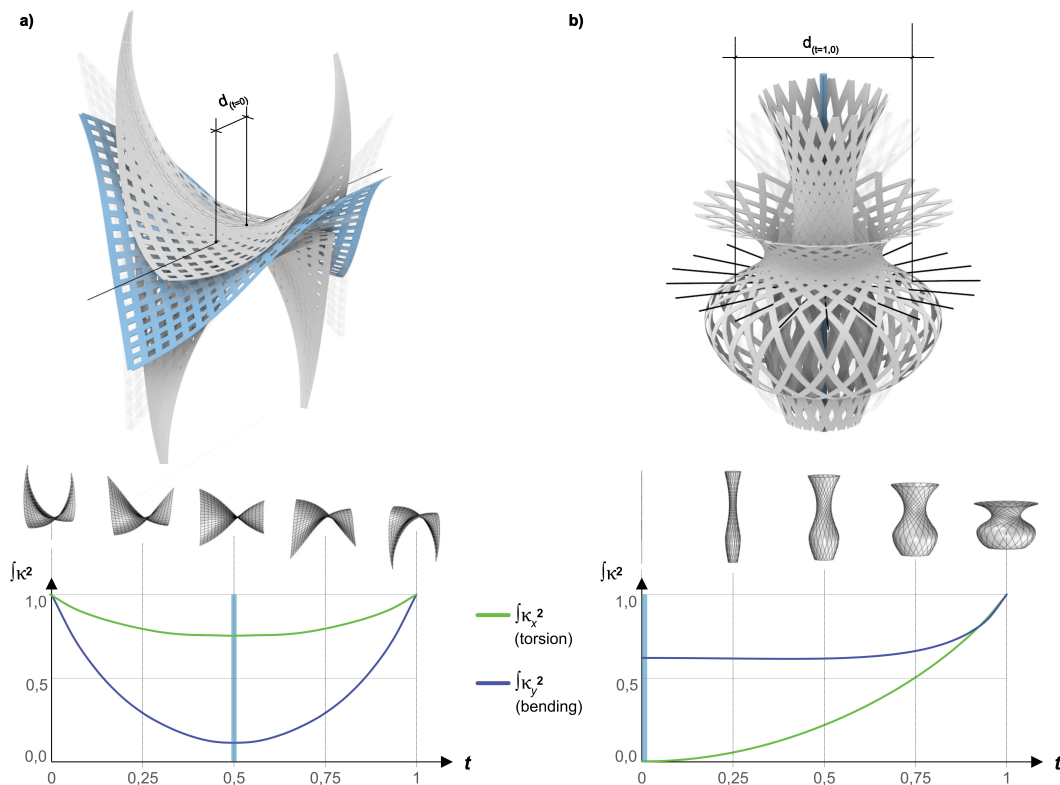 a)
d(t=0)
b)
d(t=1,0)
∫κ²
1,0
0,5
0,0
0
0,25
0,5
0,75
1
t
∫κₓ²
(torsion)
∫κᵧ²
(bending)
∫κ²
1,0
0,5
0,0
0
0,25
0,5
0,75
1
t